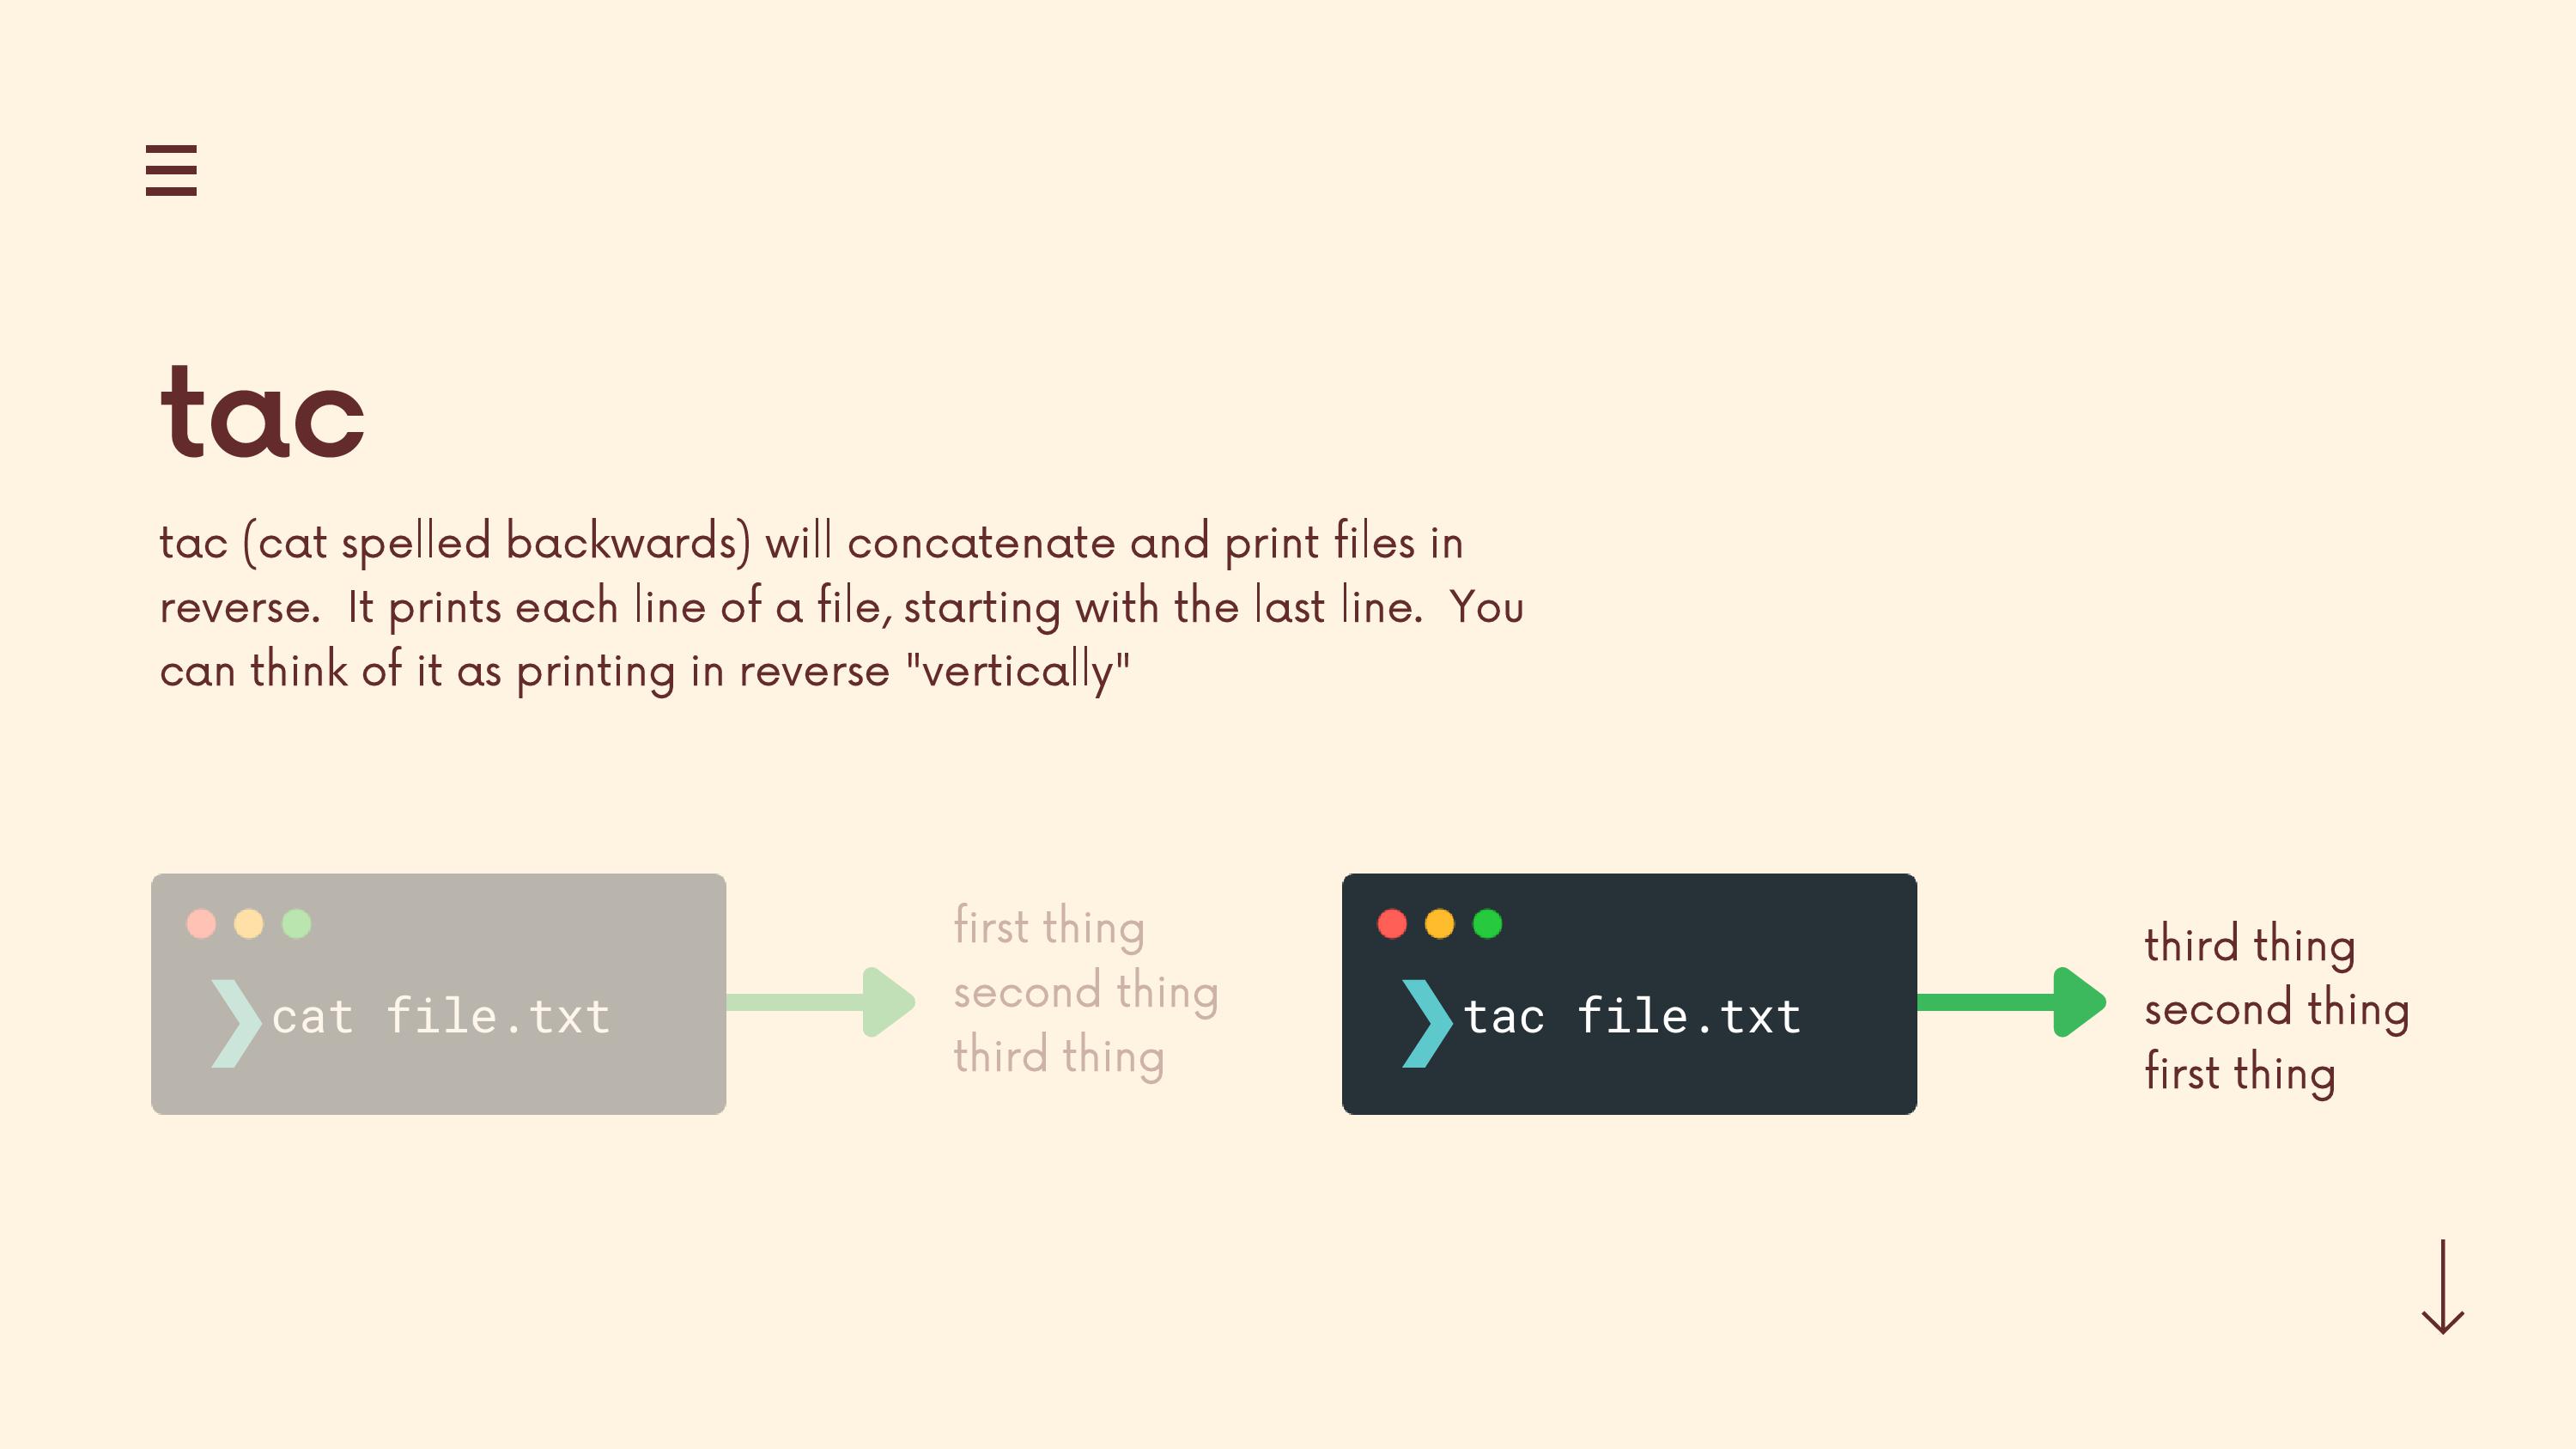 tac
tac (cat spelled backwards) will concatenate and print files in
reverse.  It prints each line of a file, starting with the last line.  You
can think of it as printing in reverse "vertically"
❯ cat file.txt
first thing
second thing
third thing
❯ tac file.txt
third thing
second thing
first thing